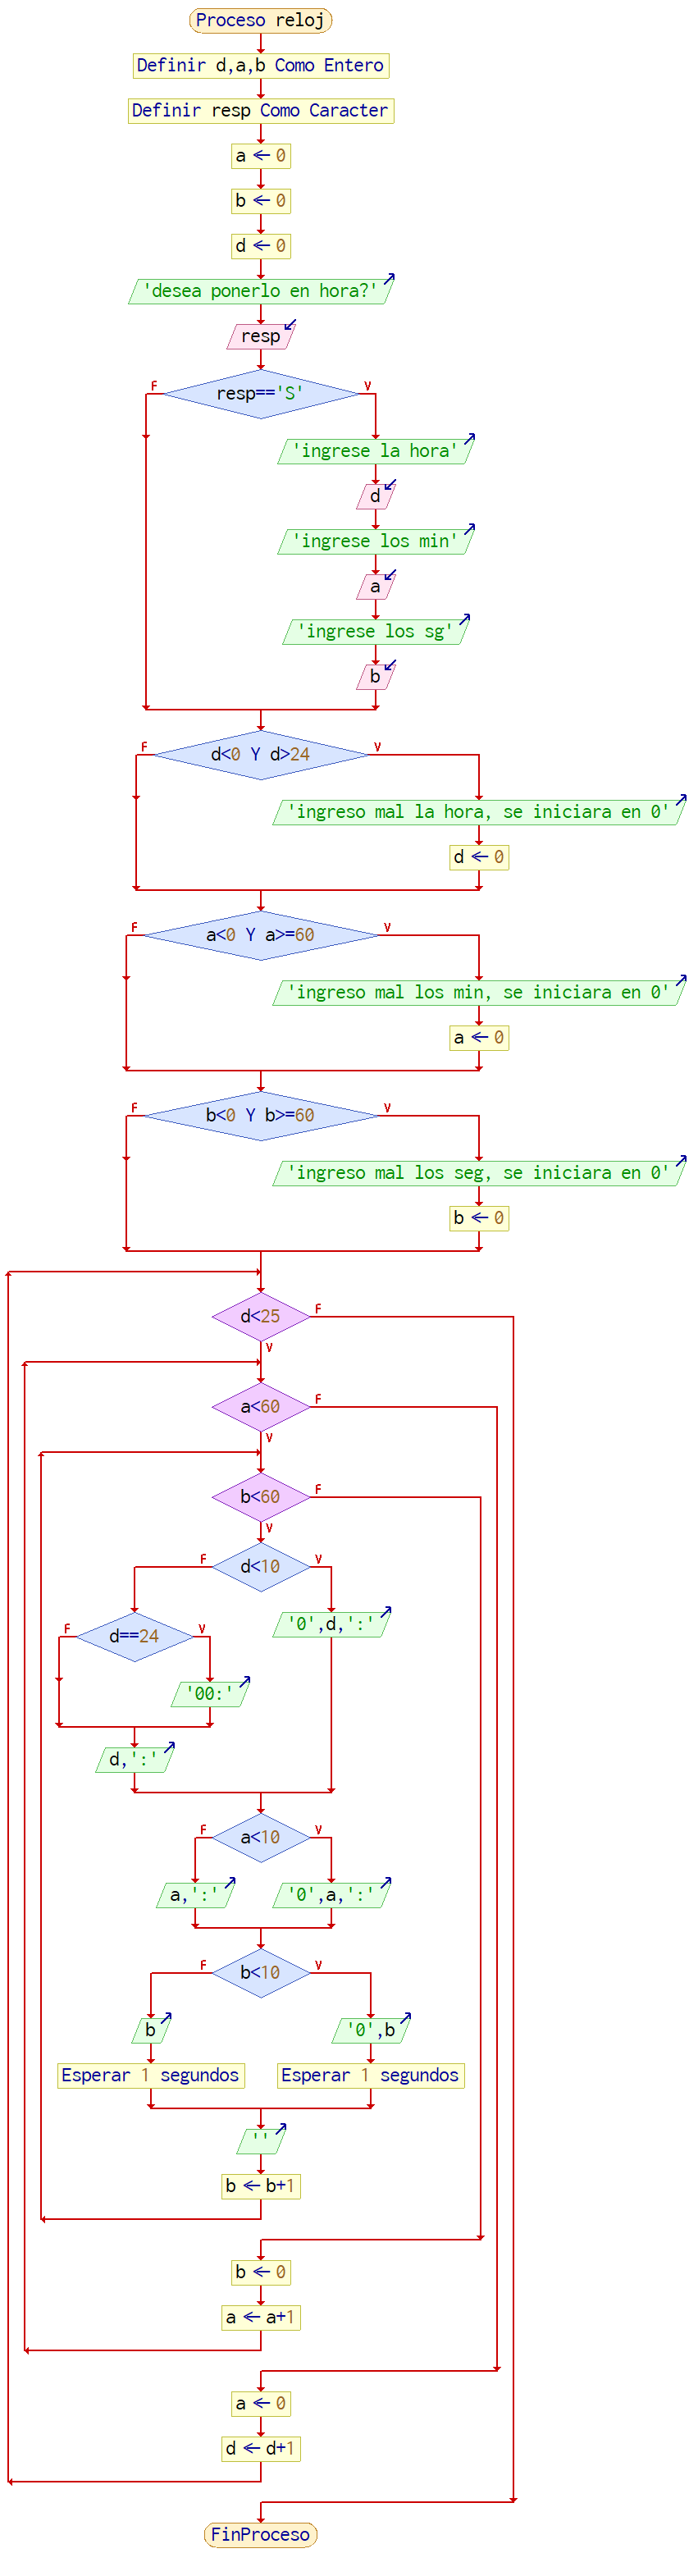 Proceso reloj
Definir d,a,b Como Entero
Definir resp Como Caracter
a ← 0
b ← 0
d ← 0
'desea ponerlo en hora?'
resp
F
resp=='S'
V
'ingrese la hora'
d
'ingrese los min'
a
'ingrese los sg'
b
F
d<0 Y d>24
V
'ingreso mal la hora, se iniciara en 0'
d ← 0
F
a<0 Y a>=60
V
'ingreso mal los min, se iniciara en 0'
a ← 0
F
b<0 Y b>=60
V
'ingreso mal los seg, se iniciara en 0'
b ← 0
d<25
F
V
a<60
F
V
b<60
F
V
F
d<10
V
'0',d,':'
F
d==24
V
'00:'
d,':'
F
a<10
V
a,':'
'0',a,':'
F
b<10
V
b
'0',b
Esperar 1 segundos
Esperar 1 segundos
''
b ← b+1
b ← 0
a ← a+1
a ← 0
d ← d+1
FinProceso